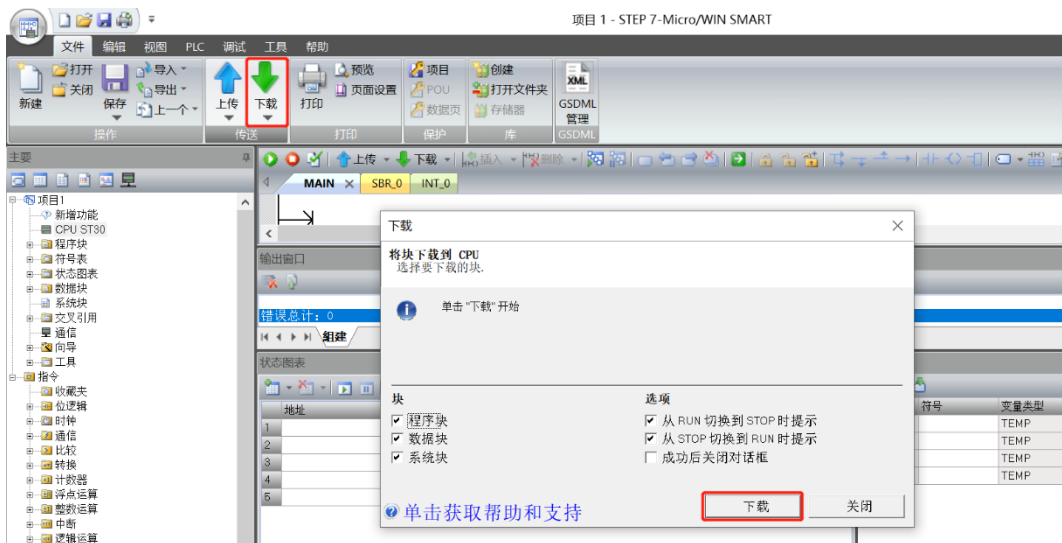 项目 1 - STEP 7-Micro/WIN SMART
文件 编辑 视图 PLC 调试 工具 帮助
新建 打开 关闭 保存 导入 导出 上一个 上传 下载 打印 预览 页面设置 项目 POU 数据页 创建 打开文件夹 存储器 XML GSDML 管理
操作 传送 打印 保护 库 GSDML
主要
上传 下载 插入 删除
MAIN SBR_0 INT_0
项目1
新增功能
CPU ST30
程序块
符号表
状态图表
数据块
系统块
交叉引用
通信
向导
工具
指令
收藏夹
位逻辑
时钟
通信
比较
转换
计数器
浮点运算
整数运算
中断
逻辑运算
输出窗口
错误总计: 0
组建
状态图表
地址
1
2
3
4
5
下载
将块下载到 CPU
选择要下载的块.
单击 "下载" 开始
块
程序块
数据块
系统块
选项
从 RUN 切换到 STOP 时提示
从 STOP 切换到 RUN 时提示
成功后关闭对话框
单击获取帮助和支持
下载 关闭
符号 变量类型
TEMP
TEMP
TEMP
TEMP